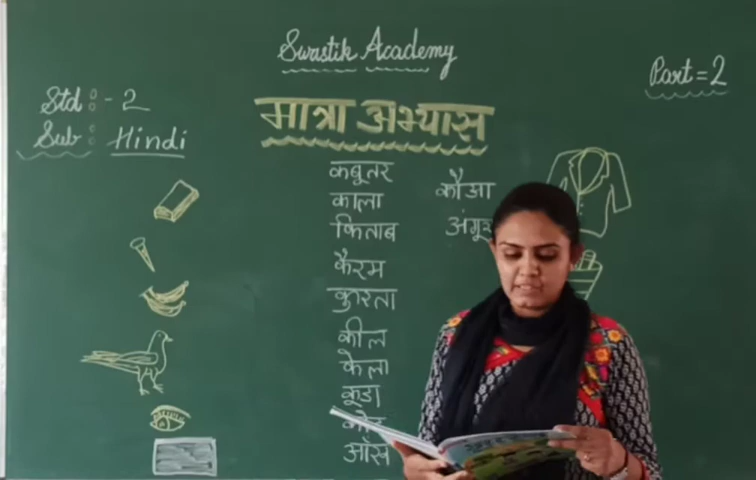 Swastik Academy
Part = 2
Std : - 2
Sub : Hindi
मात्रा अभ्यास
कबूतर
काला
किताब
कैरम
कुरता
कील
केला
कूडा
आँख
कौआ